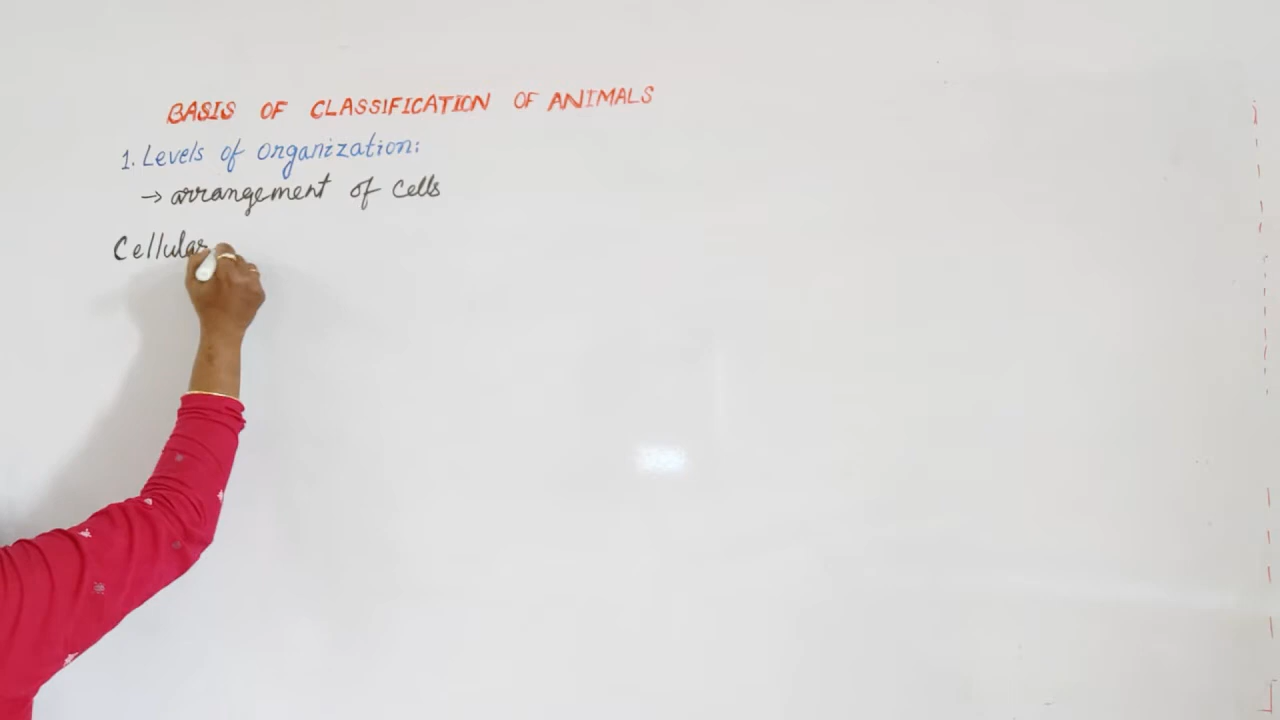 BASIS OF CLASSIFICATION OF ANIMALS
1. Levels of Organization:
→ arrangement of cells
Cellular